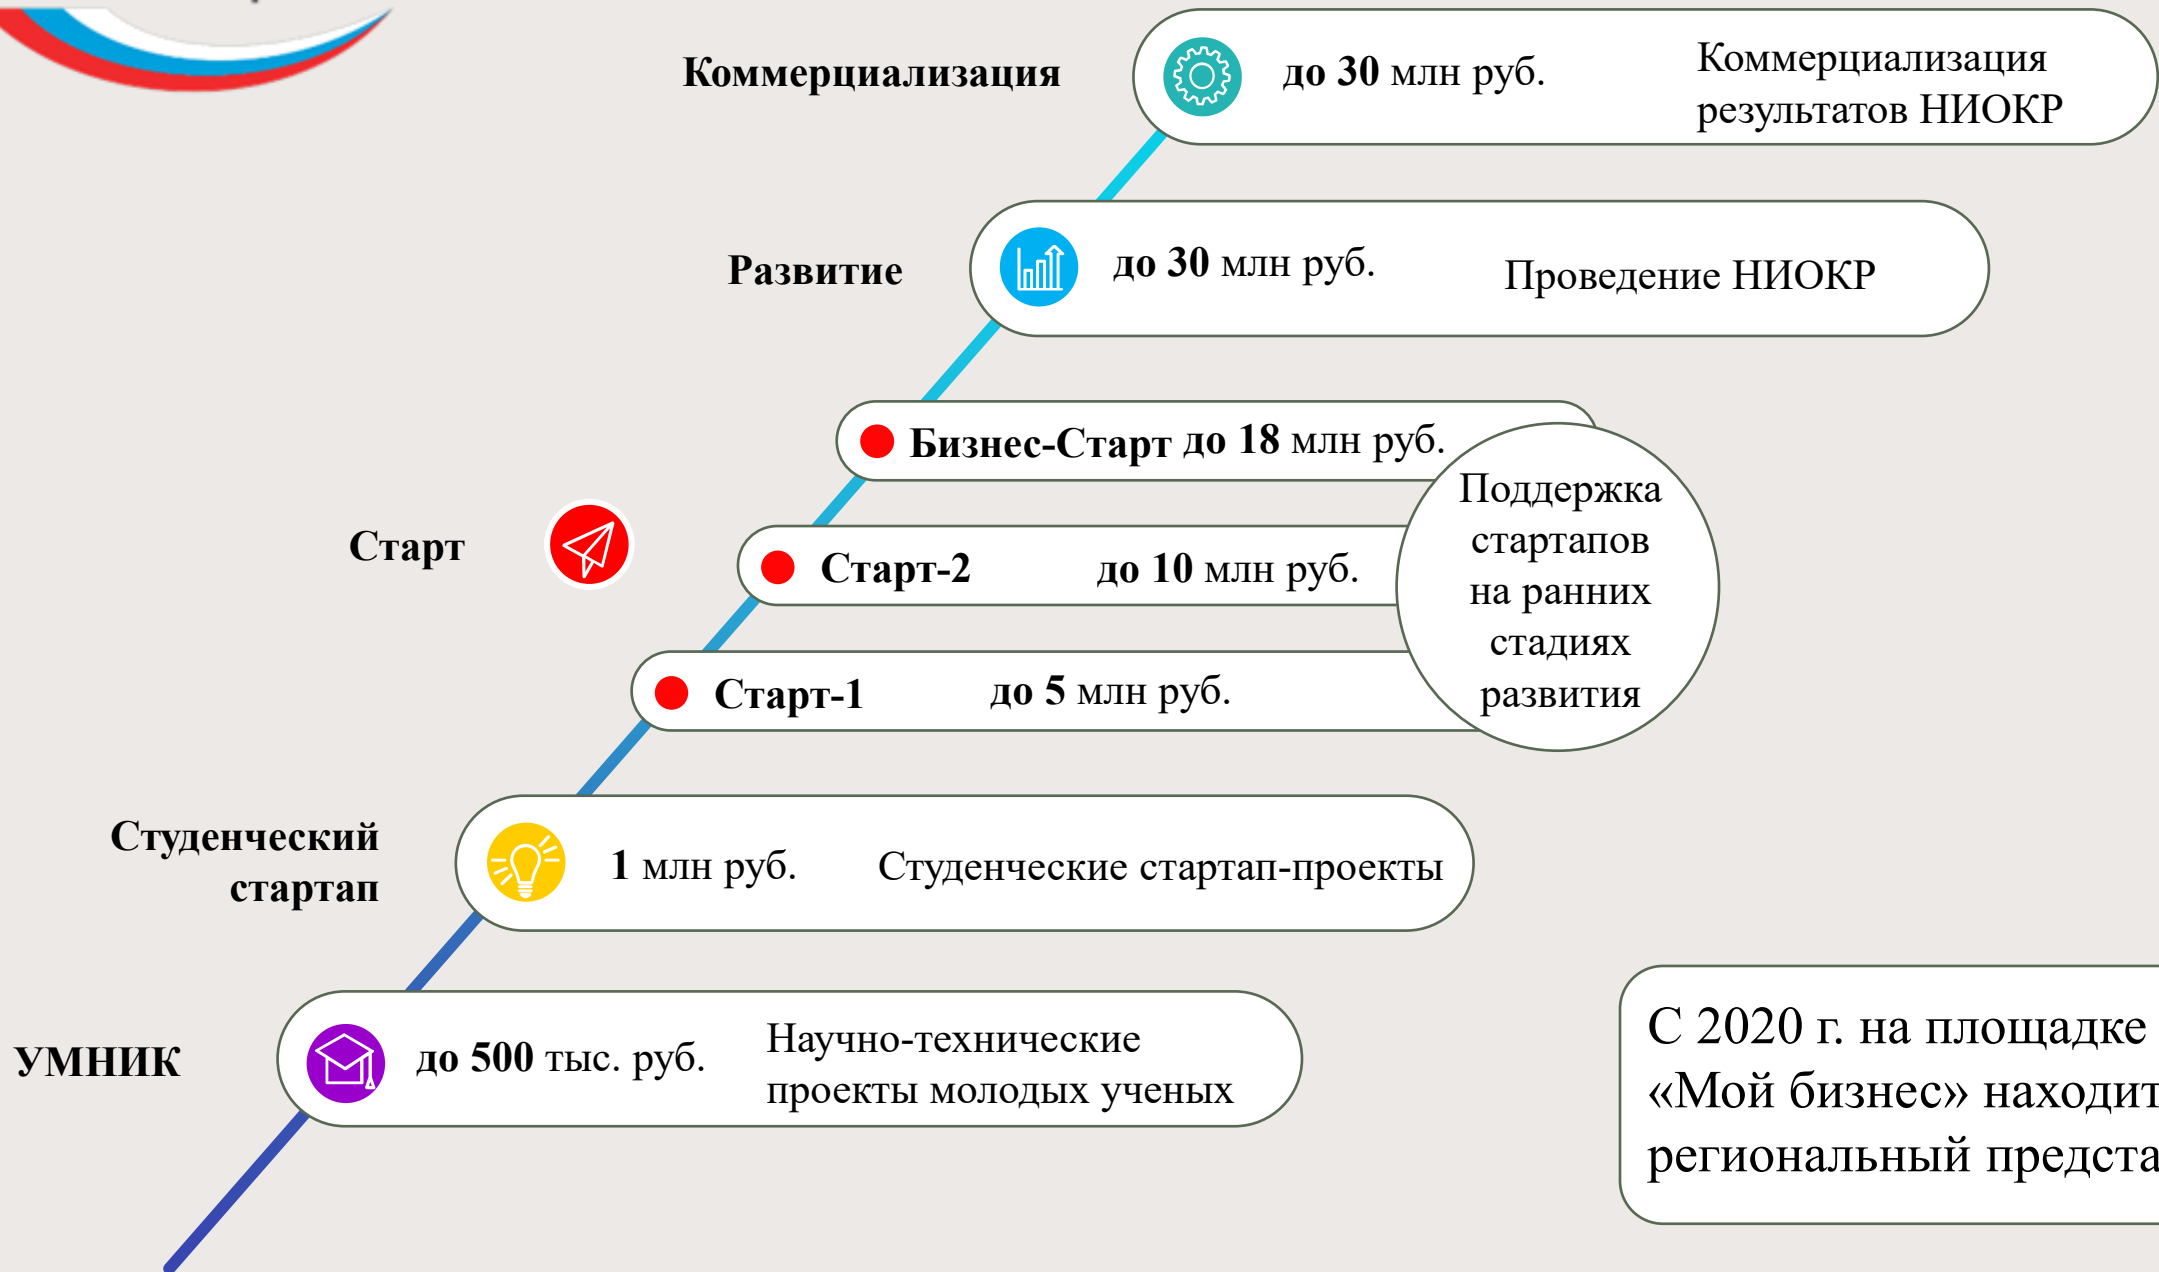 Коммерциализация
до 30 млн руб.
Коммерциализация
результатов НИОКР
Развитие
до 30 млн руб.
Проведение НИОКР
Бизнес-Старт до 18 млн руб.
Старт
Старт-2 до 10 млн руб.
Старт-1 до 5 млн руб.
Поддержка
стартапов
на ранних
стадиях
развития
Студенческий
стартап
1 млн руб.
Студенческие стартап-проекты
УМНИК
до 500 тыс. руб.
Научно-технические
проекты молодых ученых
С 2020 г. на площадке
«Мой бизнес» находит
региональный предста